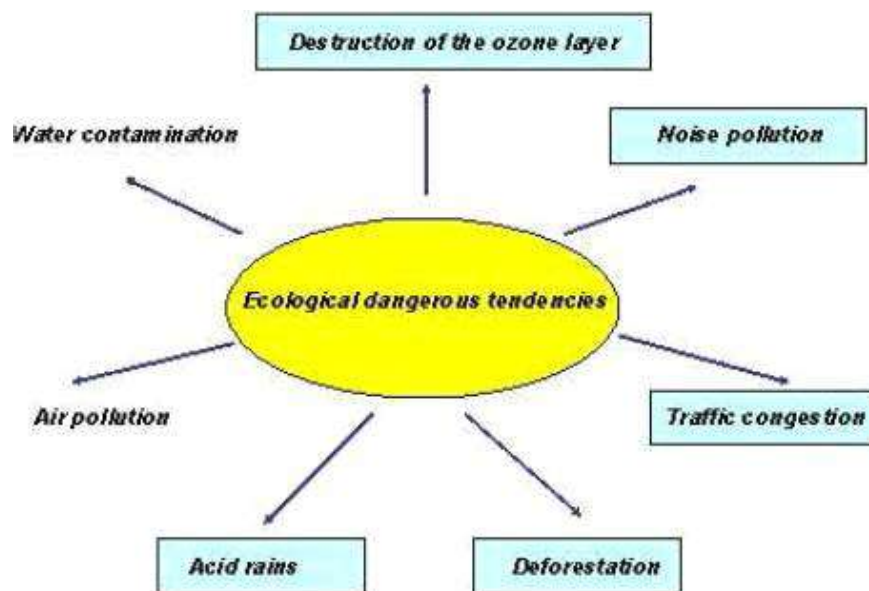 Destruction of the ozone layer
Water contamination
Noise pollution
Ecological dangerous tendencies
Air pollution
Traffic congestion
Acid rains
Deforestation